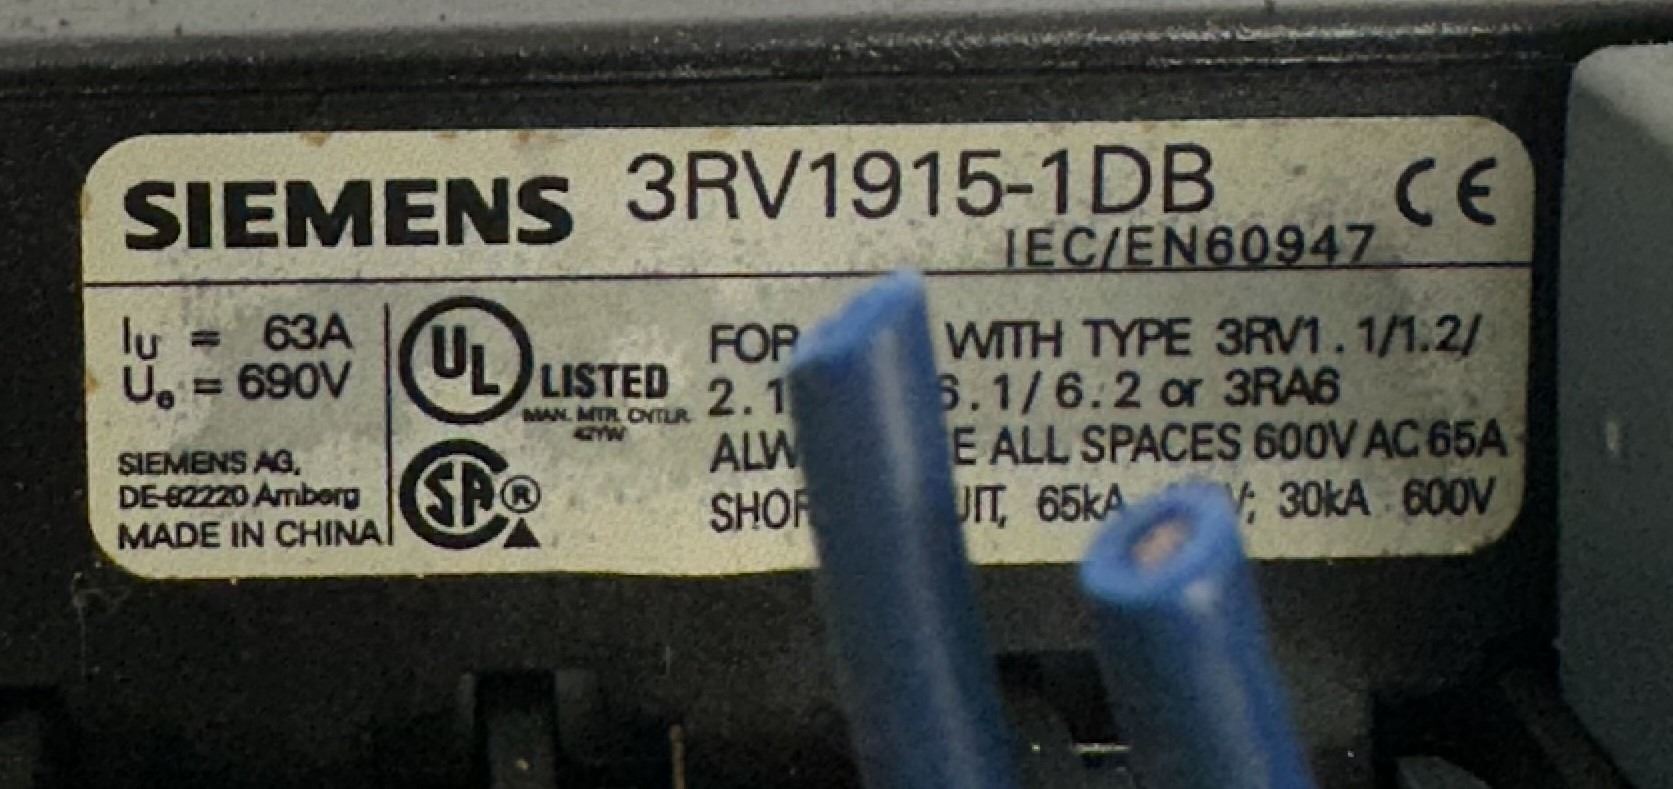 SIEMENS 3RV1915-1DB CE
IEC/EN60947
IU = 63A
Ue = 690V
UL LISTED
MAN. MTR. CNTLR.
42YW
SIEMENS AG,
DE-92220 Amberg
MADE IN CHINA
SA ®
FOR WITH TYPE 3RV1.1/1.2/
2.1 6.1/6.2 or 3RA6
ALL SPACES 600V AC 65A
65kA 30kA 600V